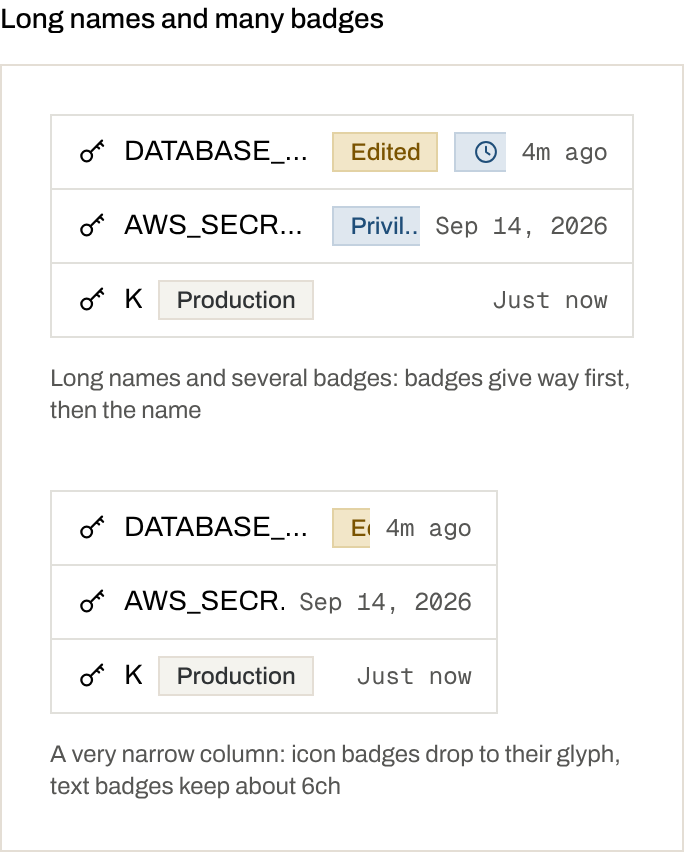 Long names and many badges
DATABASE_... Edited 4m ago
AWS_SECR... Privil.. Sep 14, 2026
K Production Just now
Long names and several badges: badges give way first,
then the name
DATABASE_... 4m ago
AWS_SECR. Sep 14, 2026
K Production Just now
A very narrow column: icon badges drop to their glyph,
text badges keep about 6ch